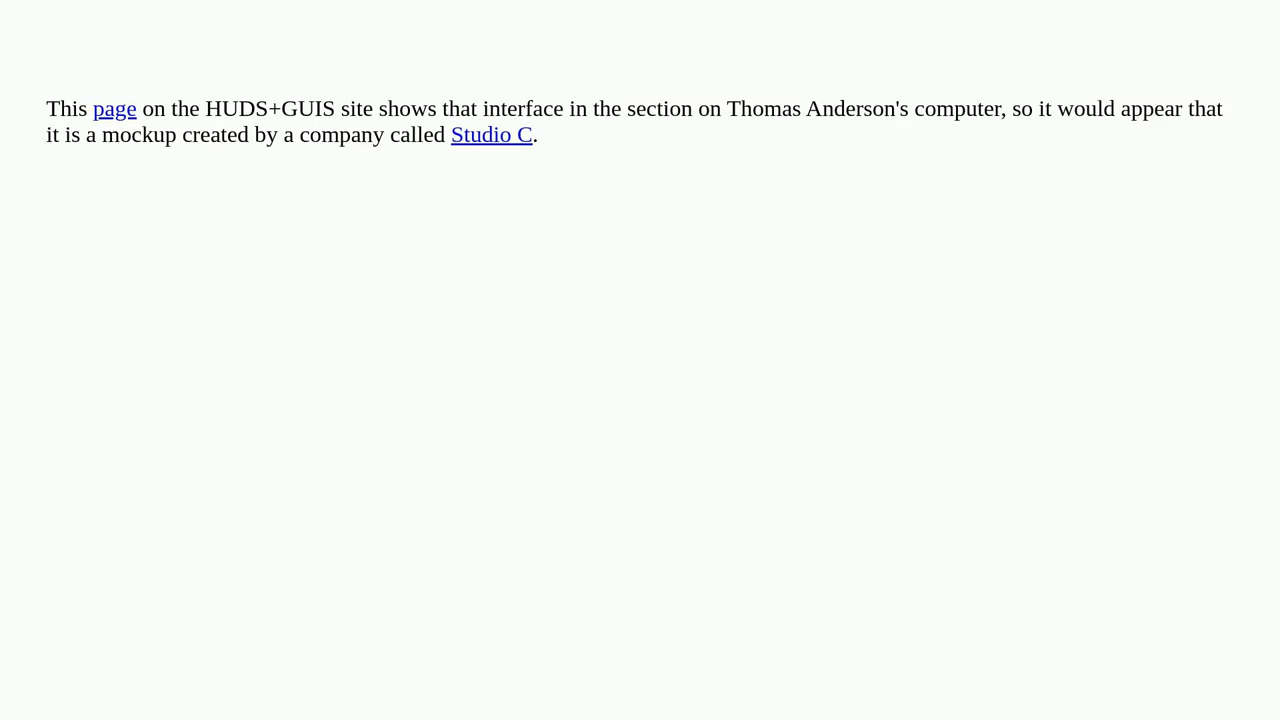 This page on the HUDS+GUIS site shows that interface in the section on Thomas Anderson's computer, so it would appear that
it is a mockup created by a company called Studio C.